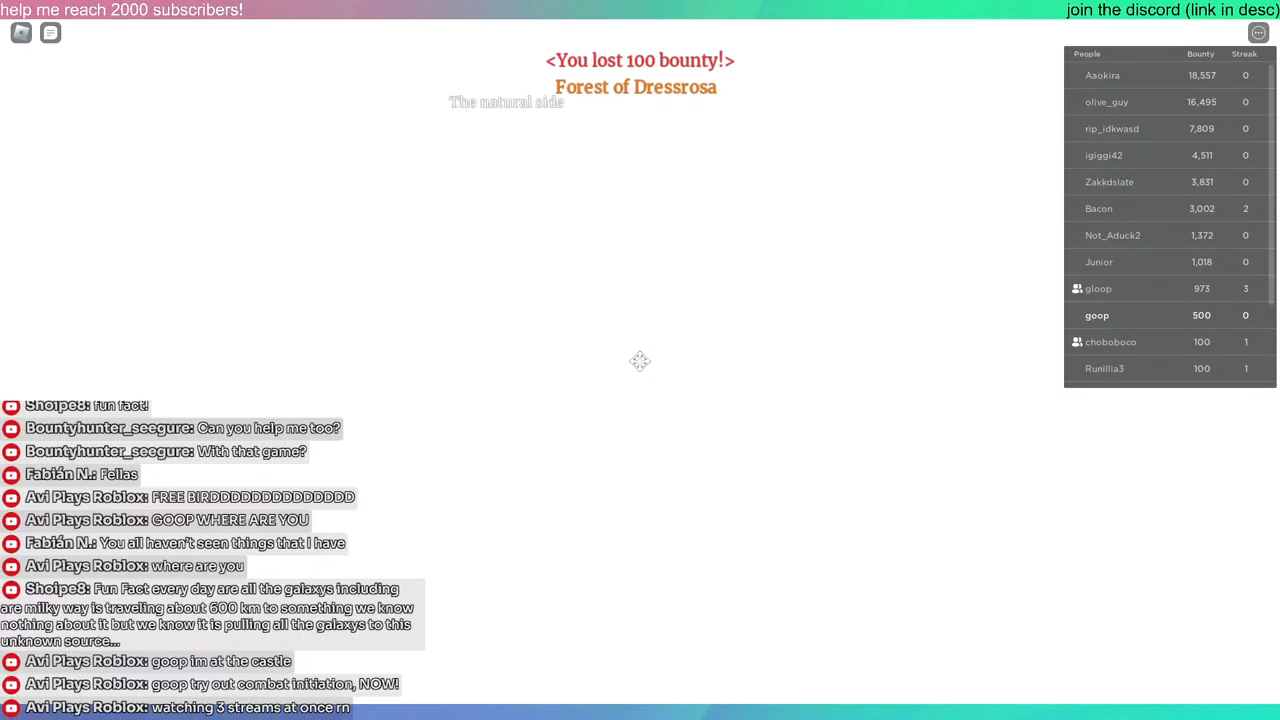 help me reach 2000 subscribers!
join the discord (link in desc)
<You lost 100 bounty!>
Forest of Dressrosa
The natural side
People Bounty Streak
Aaokira 18,557 0
olive_guy 16,495 0
rip_idkwasd 7,809 0
igiggi42 4,511 0
Zakkdslate 3,831 0
Bacon 3,002 2
Not_Aduck2 1,372 0
Junior 1,018 0
gloop 973 3
goop 500 0
choboboco 100 1
Runillia3 100 1
Shoipe8: fun fact!
Bountyhunter_seegure: Can you help me too?
Bountyhunter_seegure: With that game?
Fabián N.: Fellas
Avi Plays Roblox: FREE BIRDDDDDDDDDDDDDDD
Avi Plays Roblox: GOOP WHERE ARE YOU
Fabián N.: You all haven't seen things that I have
Avi Plays Roblox: where are you
Shoipe8: Fun Fact every day are all the galaxys including
are milky way is traveling about 600 km to something we know
nothing about it but we know it is pulling all the galaxys to this
unknown source...
Avi Plays Roblox: goop im at the castle
Avi Plays Roblox: goop try out combat initiation, NOW!
Avi Plays Roblox: watching 3 streams at once rn